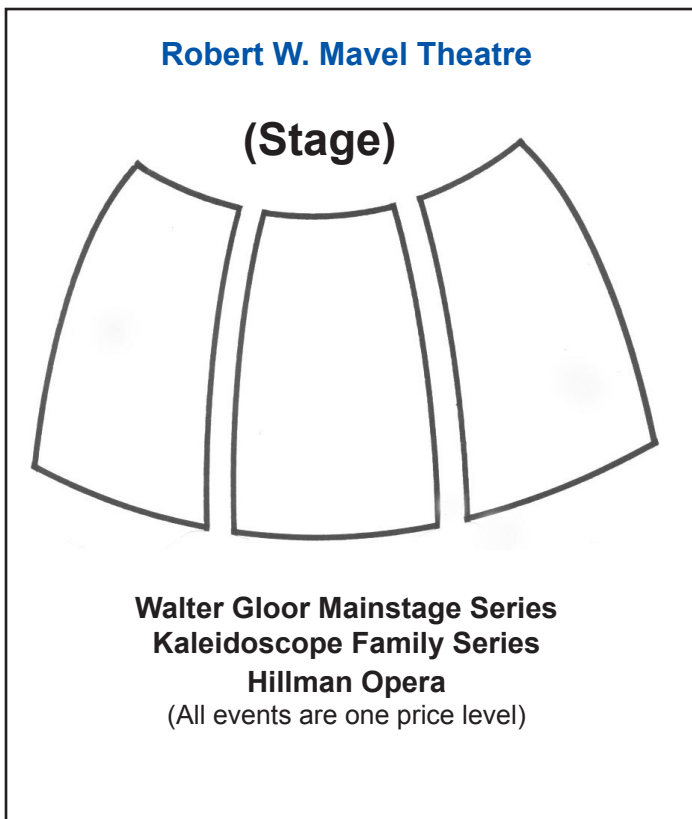 Robert W. Mavel Theatre
(Stage)
Walter Gloor Mainstage Series
Kaleidoscope Family Series
Hillman Opera
(All events are one price level)